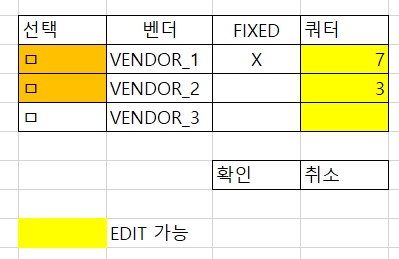 선택 벤더 FIXED 쿼터
ㅁ VENDOR_1 X 7
ㅁ VENDOR_2 3
ㅁ VENDOR_3
확인 취소
EDIT 가능